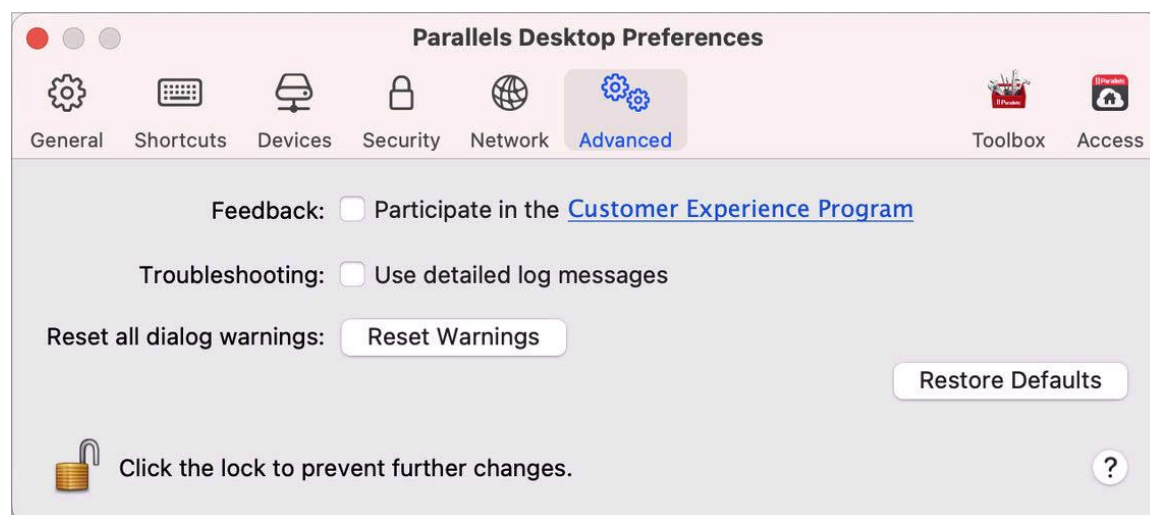 Parallels Desktop Preferences
General Shortcuts Devices Security Network Advanced Toolbox Access
Feedback: Participate in the Customer Experience Program
Troubleshooting: Use detailed log messages
Reset all dialog warnings: Reset Warnings
Restore Defaults
Click the lock to prevent further changes. ?